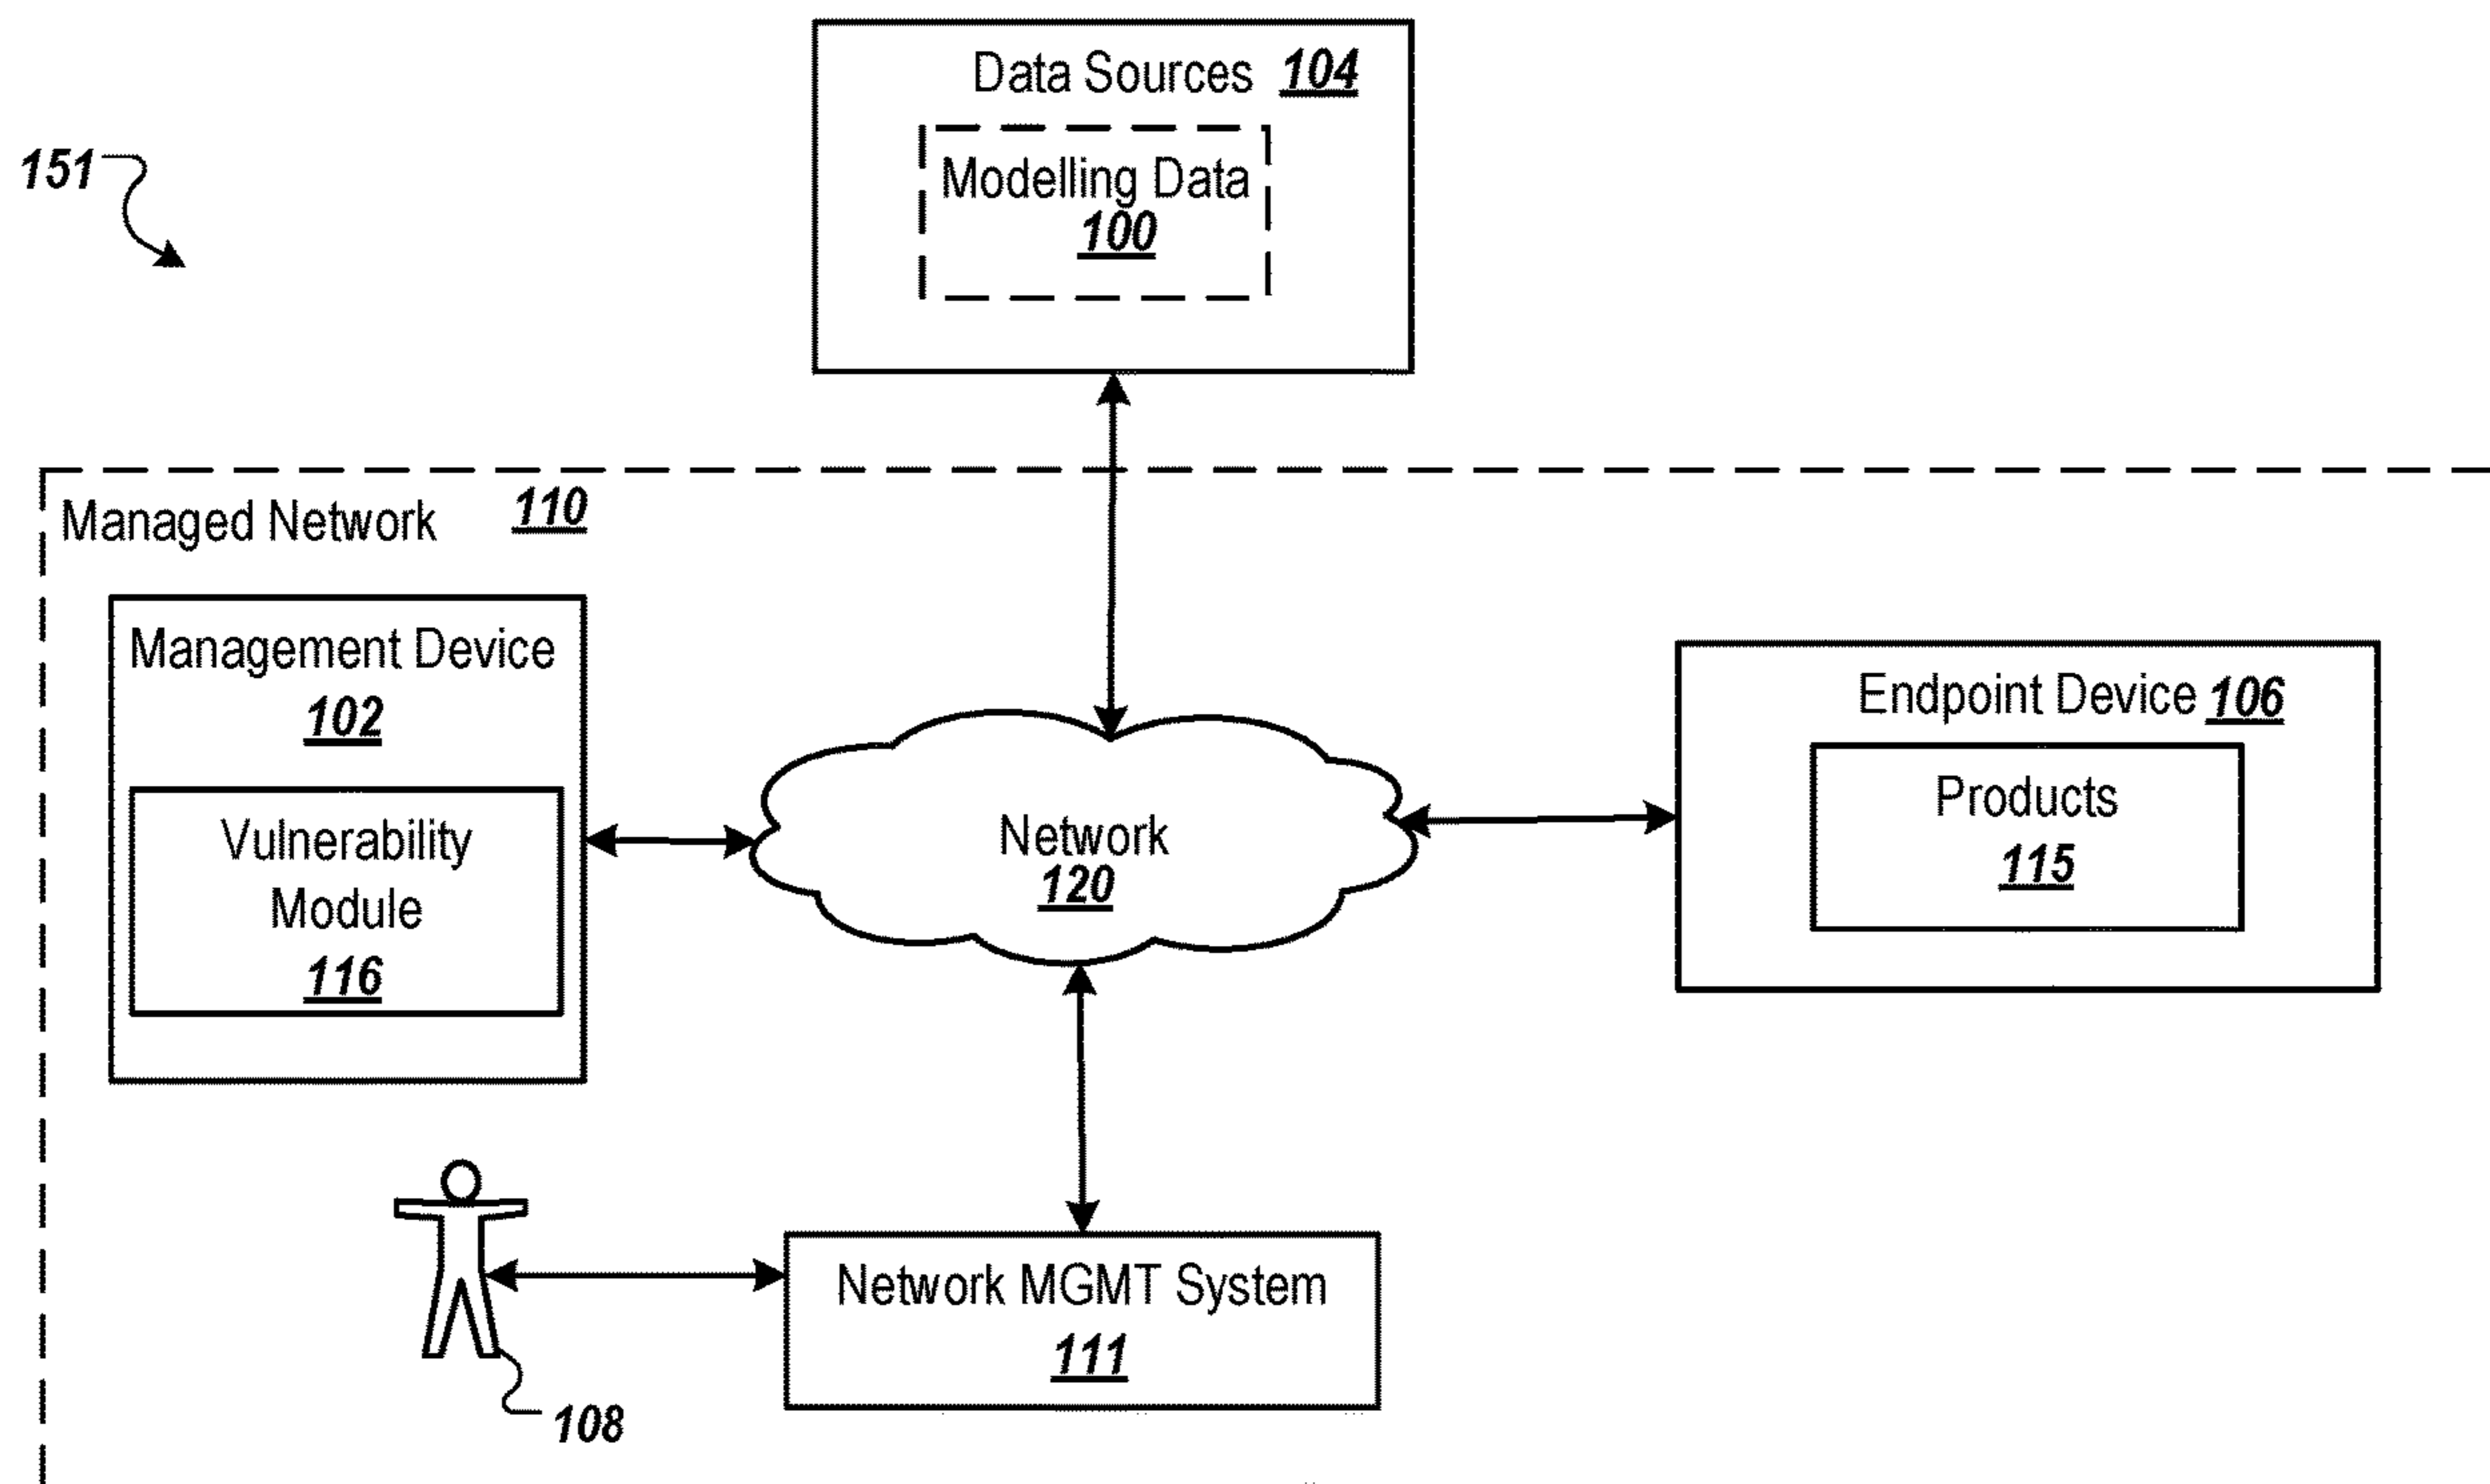 Data Sources 104
Modelling Data
100
151
Managed Network 110
Management Device
102
Vulnerability
Module
116
Network
120
Endpoint Device 106
Products
115
Network MGMT System
111
108